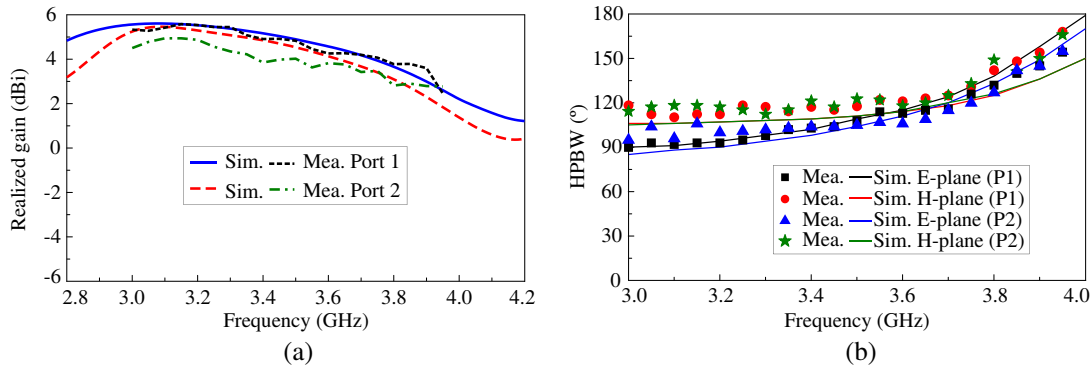 6
4
2
0
-2
-4
-6
Realized gain (dBi)
Sim. Mea. Port 1
Sim. Mea. Port 2
2.8 3.0 3.2 3.4 3.6 3.8 4.0 4.2
Frequency (GHz)
(a)
180
150
120
90
60
30
0
HPBW (º)
Mea. Sim. E-plane (P1)
Mea. Sim. H-plane (P1)
Mea. Sim. E-plane (P2)
Mea. Sim. H-plane (P2)
3.0 3.2 3.4 3.6 3.8 4.0
Frequency (GHz)
(b)